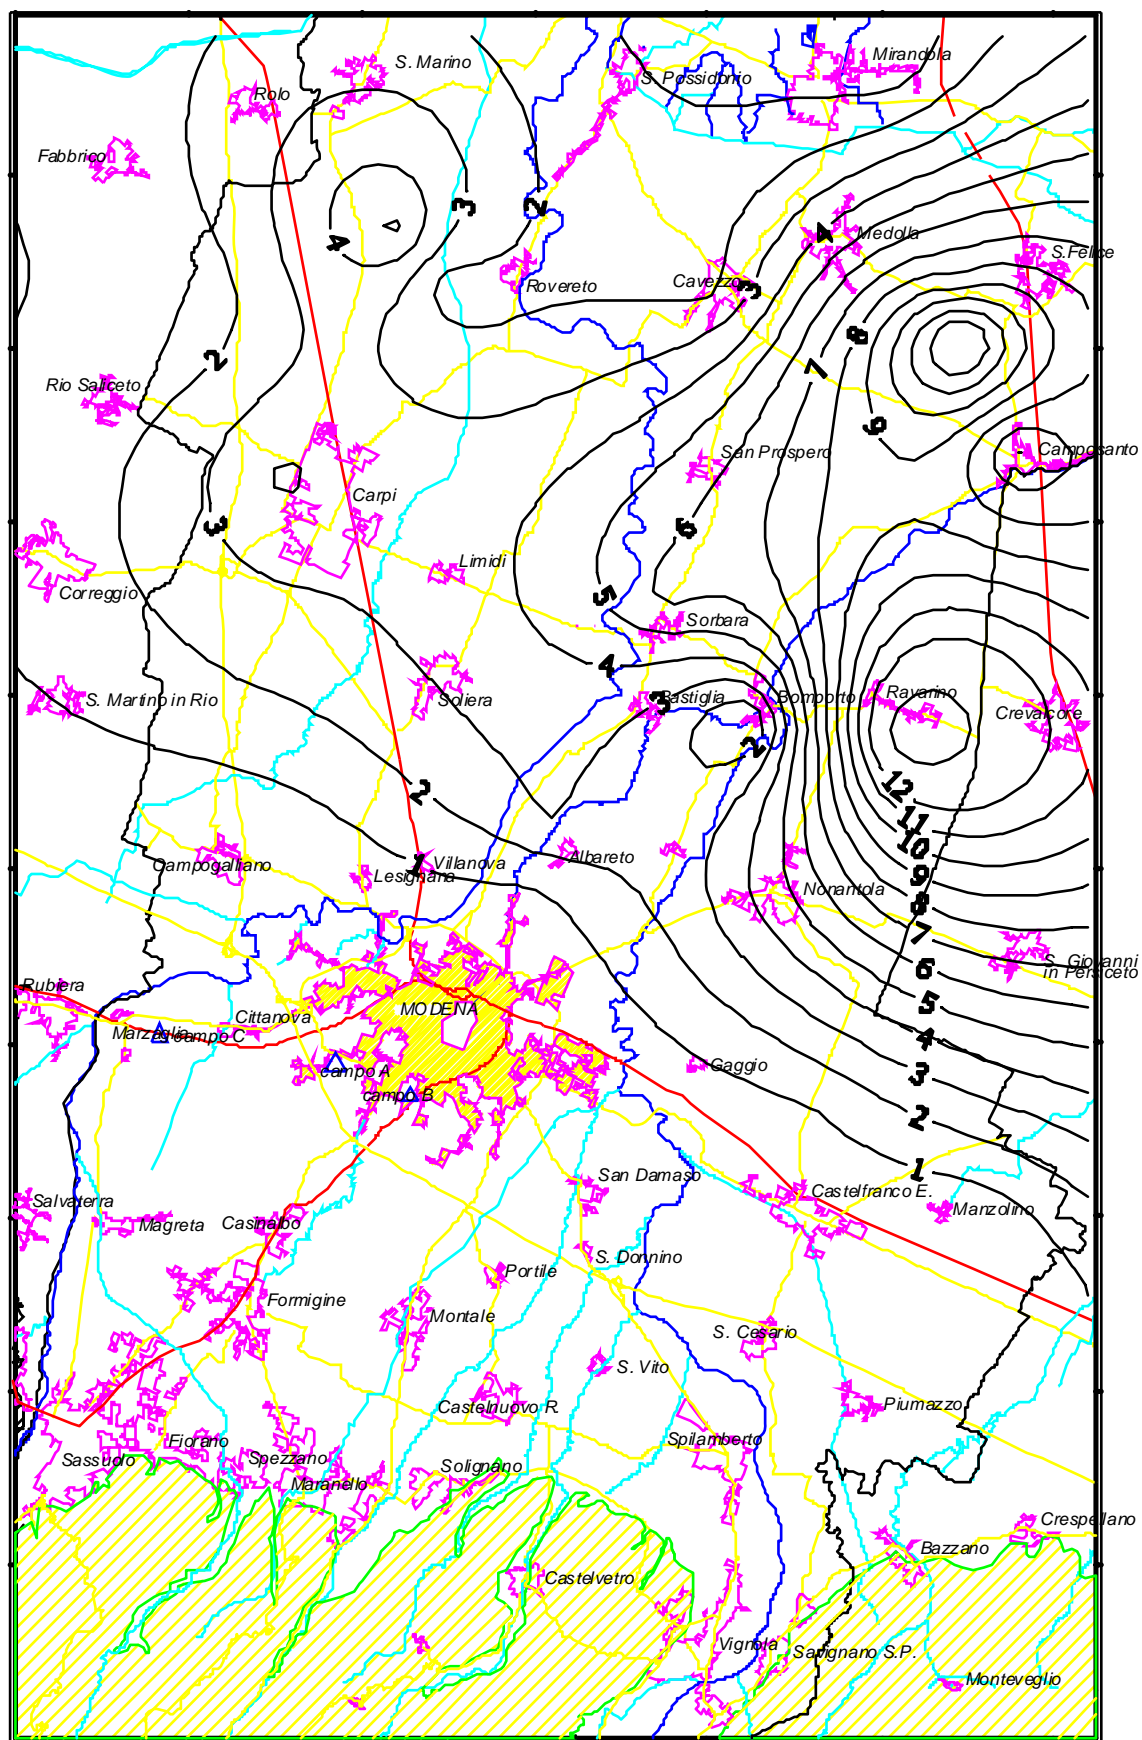 Mirandola
S. Marino
S. Possidonio
Rolo
Fabbrico
3
2
4
4
Medolla
S.Felice
Rovereto
Cavezzo
3
8
2
7
Rio Saliceto
9
San Prospero
Camposanto
Carpi
3
6
Limidi
Correggio
5
Sorbara
4
S. Martino in Rio
Soliera
3
Bastiglia
Bomporto
Ravarino
Crevalcore
2
2
12
11
10
Campogalliano
1
Villanova
Albareto
Lesignana
9
Nonantola
8
7
S. Giovanni
in Persiceto
6
Rubiera
5
MODENA
Cittanova
Marzaglia
campo C
4
campo A
Gaggio
3
campo B
2
1
San Damaso
Castelfranco E.
Salvaterra
Magreta
Casinalbo
Manzolino
S. Donnino
Portile
Formigine
Montale
S. Cesario
S. Vito
Castelnuovo R.
Piumazzo
Fiorano
Spilamberto
Sassuolo
Spezzano
Solignano
Maranello
Crespellano
Bazzano
Castelvetro
Vignola
Savignano S.P.
Monteveglio